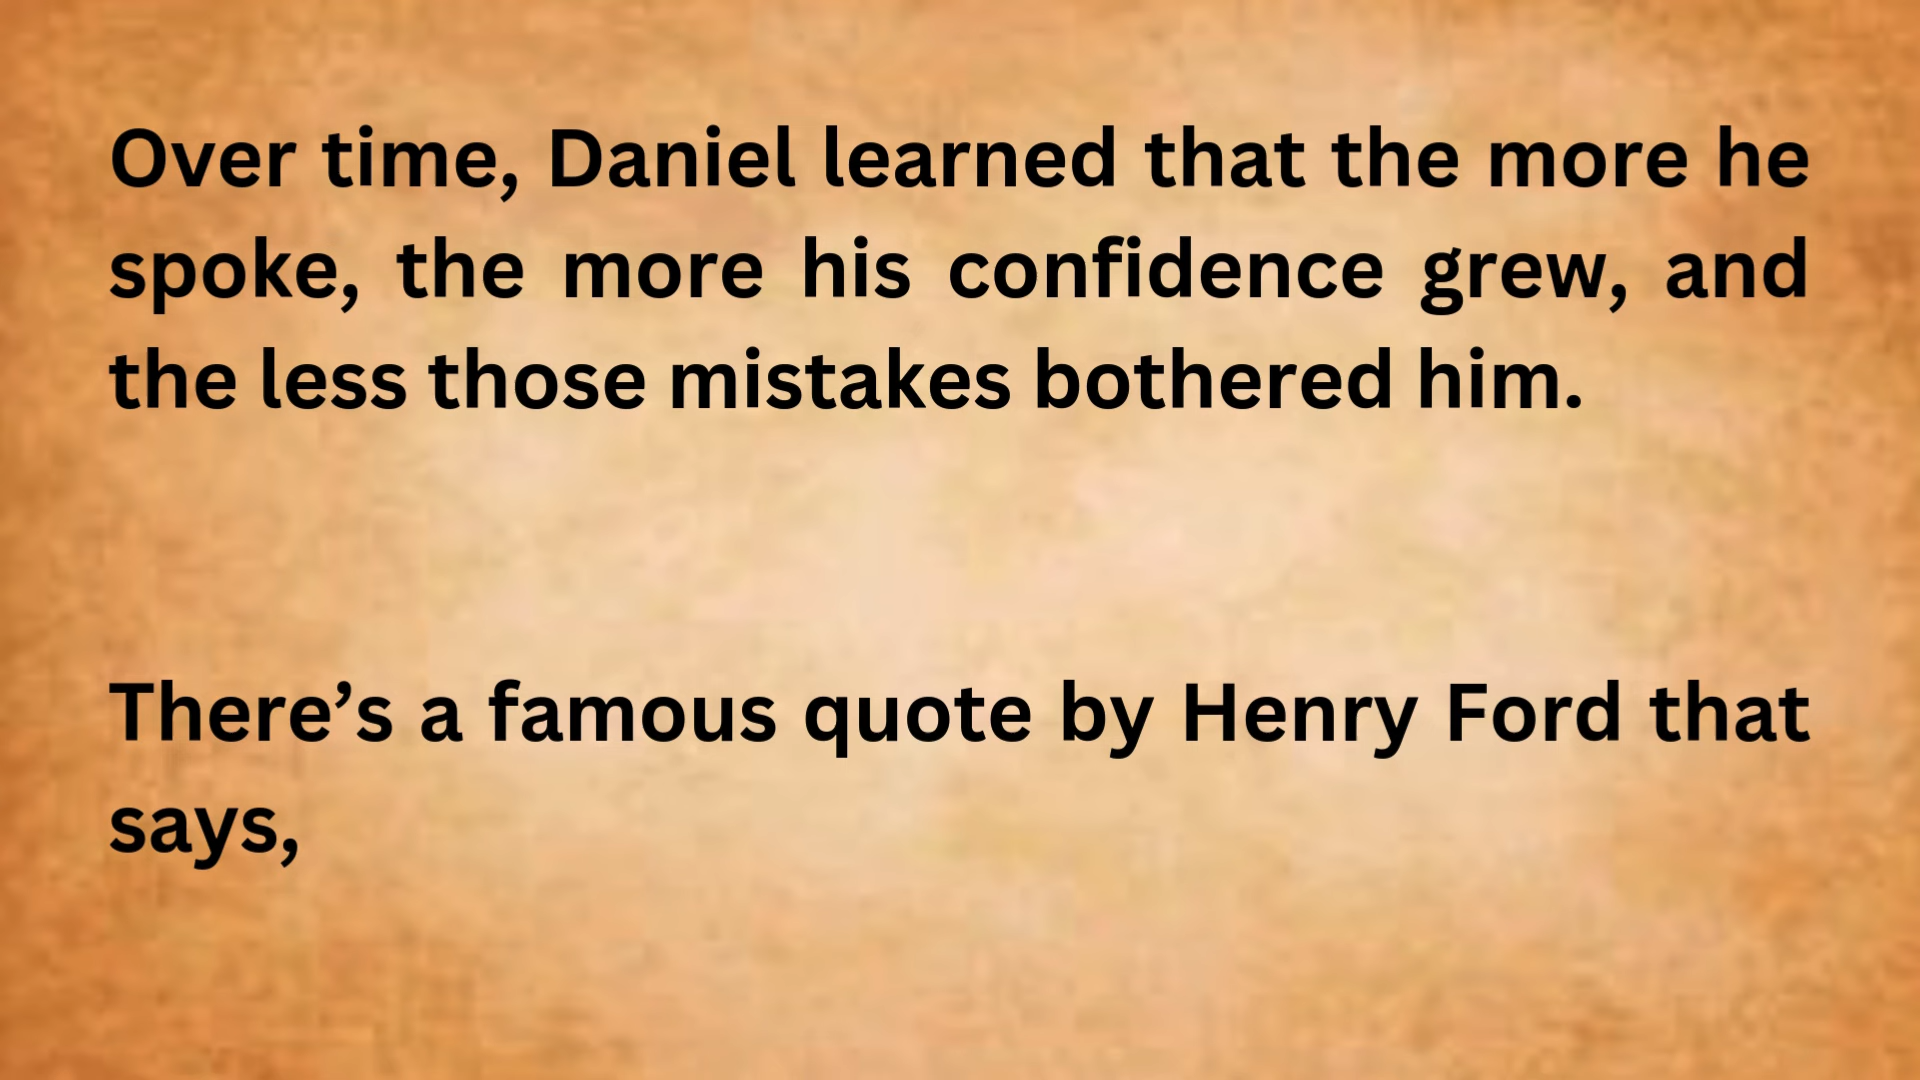 Over time, Daniel learned that the more he
spoke, the more his confidence grew, and
the less those mistakes bothered him.
There’s a famous quote by Henry Ford that
says,